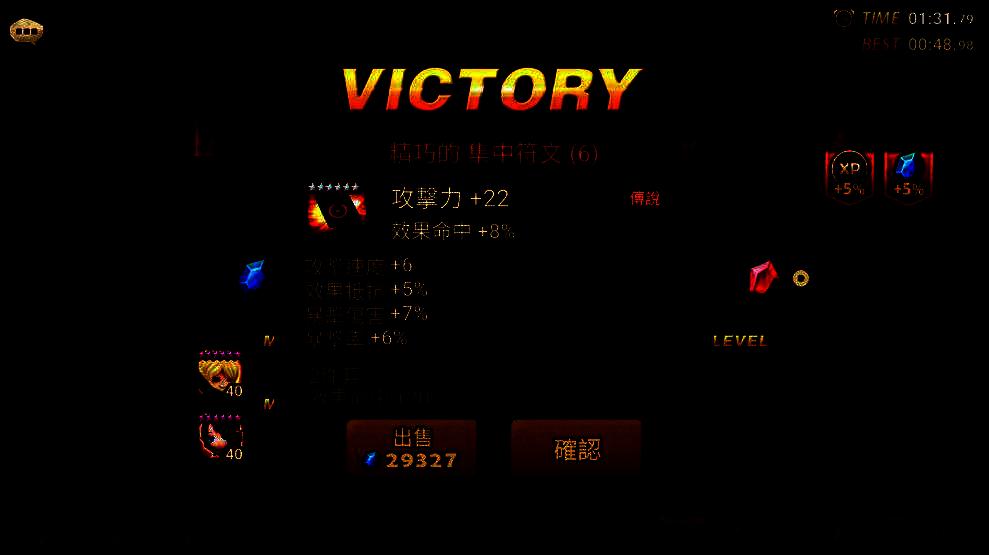 TIME 01:31.79
BEST 00:48.98
VICTORY
精巧的 集中符文 (6)
XP
+5%
+5%
攻擊力 +22
傳說
效果命中 +8%
攻擊速度 +6
效果抵抗 +5%
暴擊傷害 +7%
暴擊率 +6%
LEVEL
40
40
出售
29327
確認